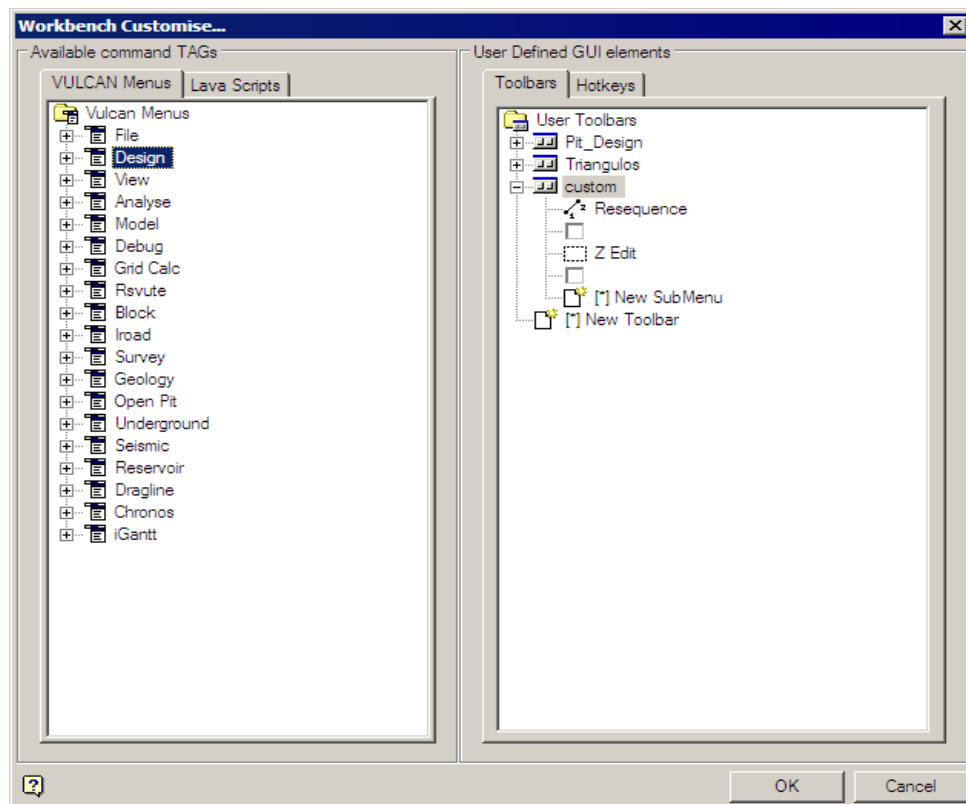 Workbench Customise...
Available command TAGs
VULCAN Menus
Lava Scripts
Vulcan Menus
File
Design
View
Analyse
Model
Debug
Grid Calc
Rsvute
Block
Iroad
Survey
Geology
Open Pit
Underground
Seismic
Reservoir
Dragline
Chronos
iGantt
User Defined GUI elements
Toolbars
Hotkeys
User Toolbars
Pit_Design
Triangulos
custom
Resequence
Z Edit
[*] New SubMenu
[*] New Toolbar
OK
Cancel